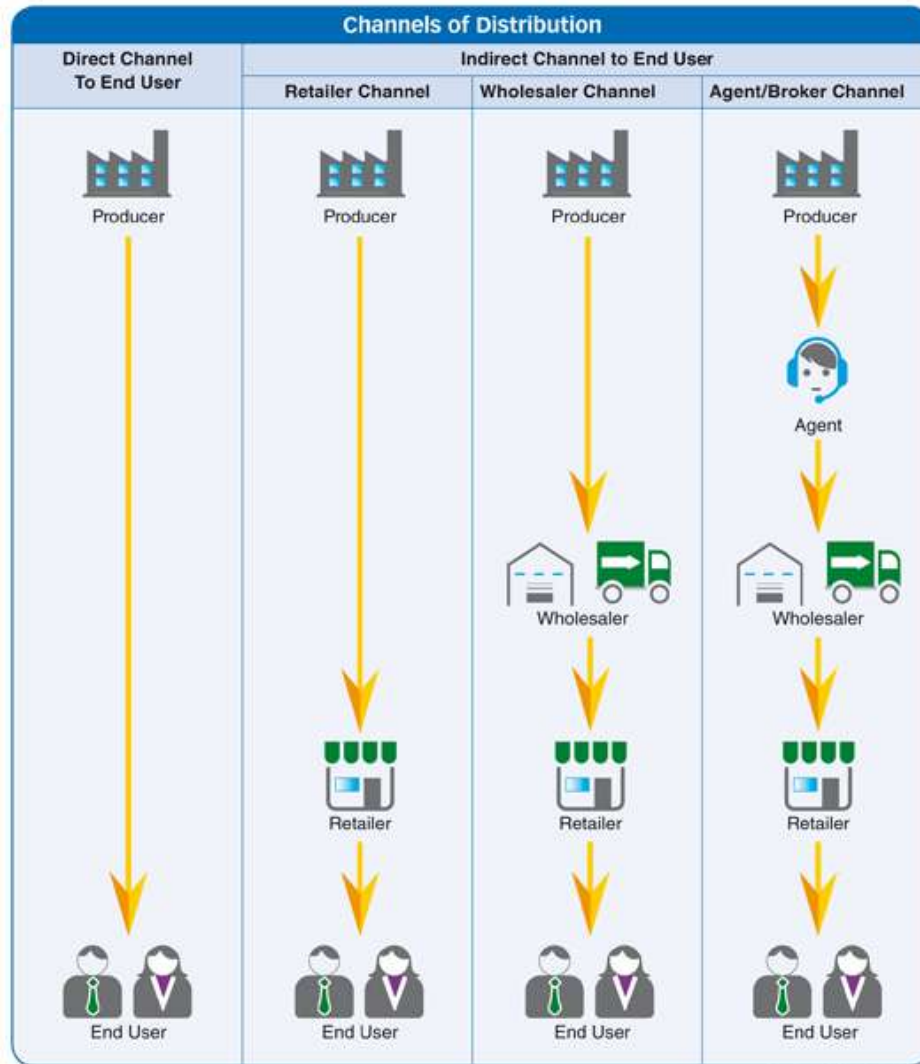 Channels of Distribution
Direct Channel
To End User
Indirect Channel to End User
Retailer Channel
Wholesaler Channel
Agent/Broker Channel
Producer
Producer
Producer
Producer
Agent
Wholesaler
Wholesaler
Retailer
Retailer
Retailer
End User
End User
End User
End User